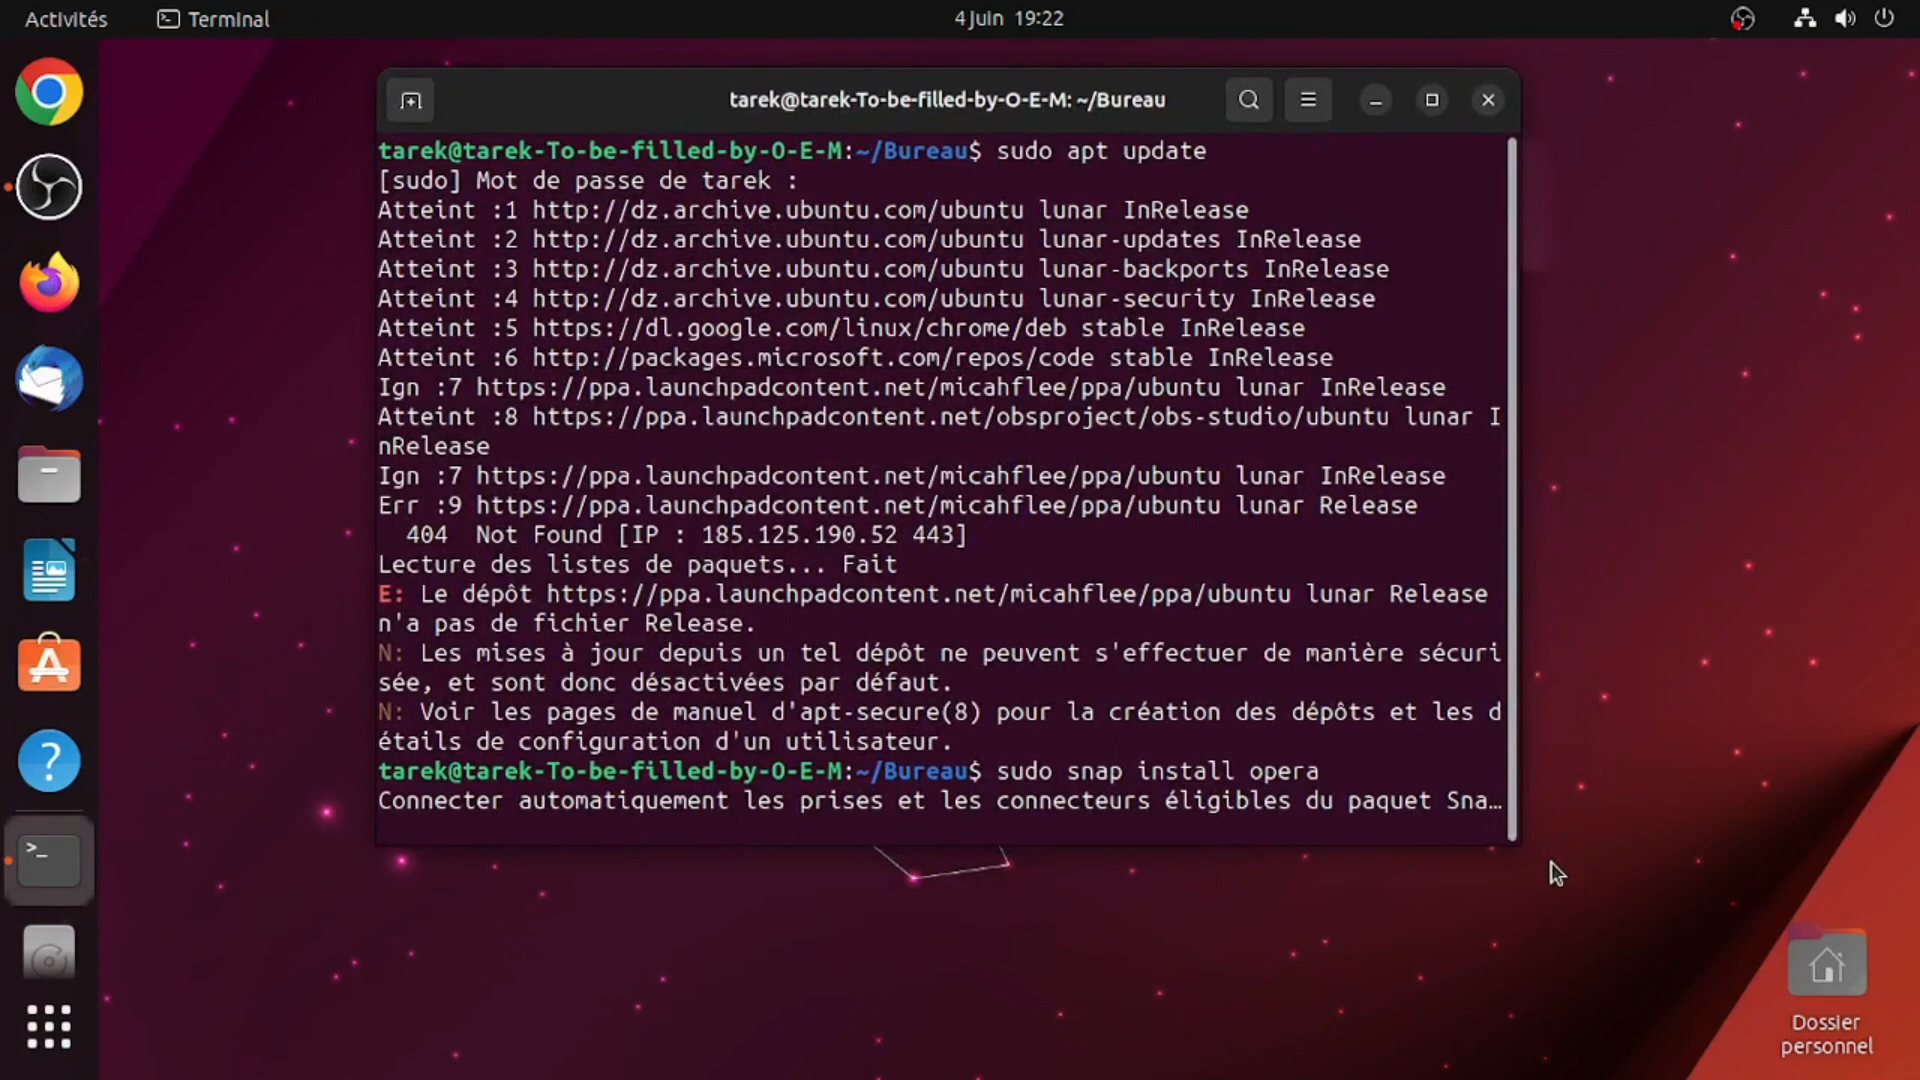 Activités
Terminal
4 juin 19:22
tarek@tarek-To-be-filled-by-O-E-M: ~/Bureau
tarek@tarek-To-be-filled-by-O-E-M:~/Bureau$ sudo apt update
[sudo] Mot de passe de tarek :
Atteint :1 http://dz.archive.ubuntu.com/ubuntu lunar InRelease
Atteint :2 http://dz.archive.ubuntu.com/ubuntu lunar-updates InRelease
Atteint :3 http://dz.archive.ubuntu.com/ubuntu lunar-backports InRelease
Atteint :4 http://dz.archive.ubuntu.com/ubuntu lunar-security InRelease
Atteint :5 https://dl.google.com/linux/chrome/deb stable InRelease
Atteint :6 http://packages.microsoft.com/repos/code stable InRelease
Ign :7 https://ppa.launchpadcontent.net/micahflee/ppa/ubuntu lunar InRelease
Atteint :8 https://ppa.launchpadcontent.net/obsproject/obs-studio/ubuntu lunar I
nRelease
Ign :7 https://ppa.launchpadcontent.net/micahflee/ppa/ubuntu lunar InRelease
Err :9 https://ppa.launchpadcontent.net/micahflee/ppa/ubuntu lunar Release
404  Not Found [IP : 185.125.190.52 443]
Lecture des listes de paquets... Fait
E: Le dépôt https://ppa.launchpadcontent.net/micahflee/ppa/ubuntu lunar Release
n'a pas de fichier Release.
N: Les mises à jour depuis un tel dépôt ne peuvent s'effectuer de manière sécuri
sée, et sont donc désactivées par défaut.
N: Voir les pages de manuel d'apt-secure(8) pour la création des dépôts et les d
étails de configuration d'un utilisateur.
tarek@tarek-To-be-filled-by-O-E-M:~/Bureau$ sudo snap install opera
Connecter automatiquement les prises et les connecteurs éligibles du paquet Sna…
Dossier
personnel